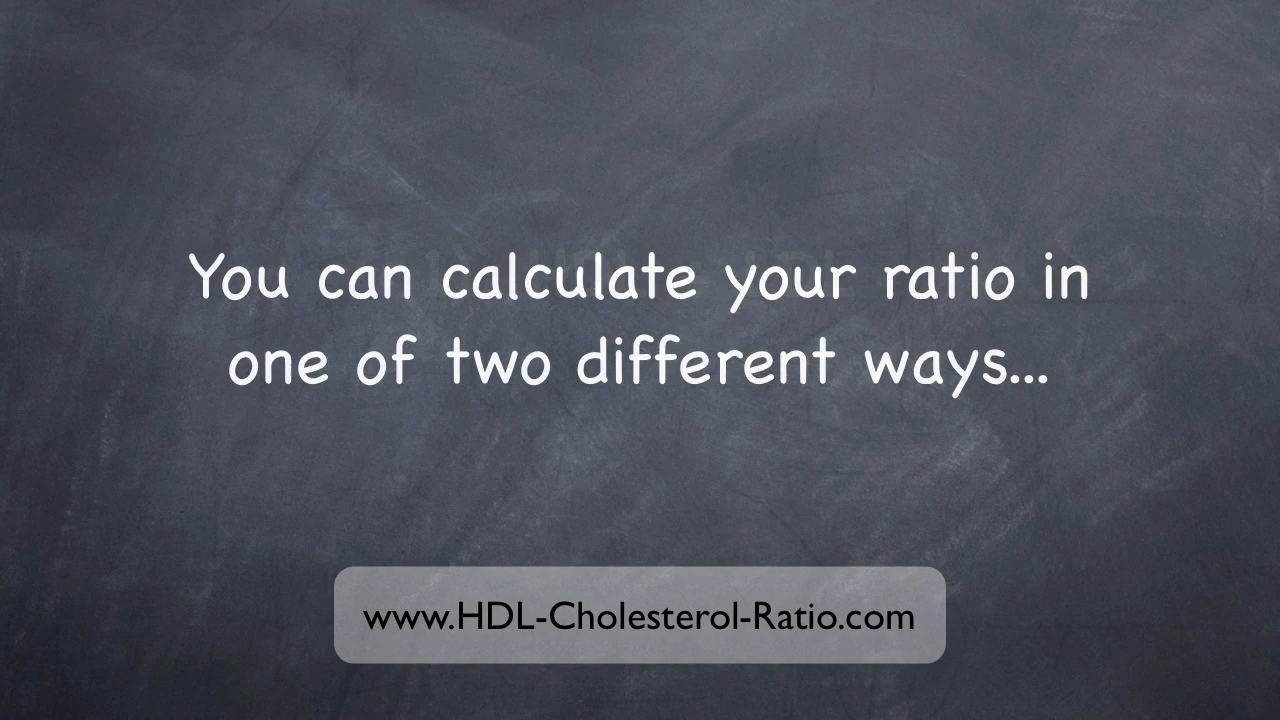 You can calculate your ratio in
one of two different ways...
www.HDL-Cholesterol-Ratio.com